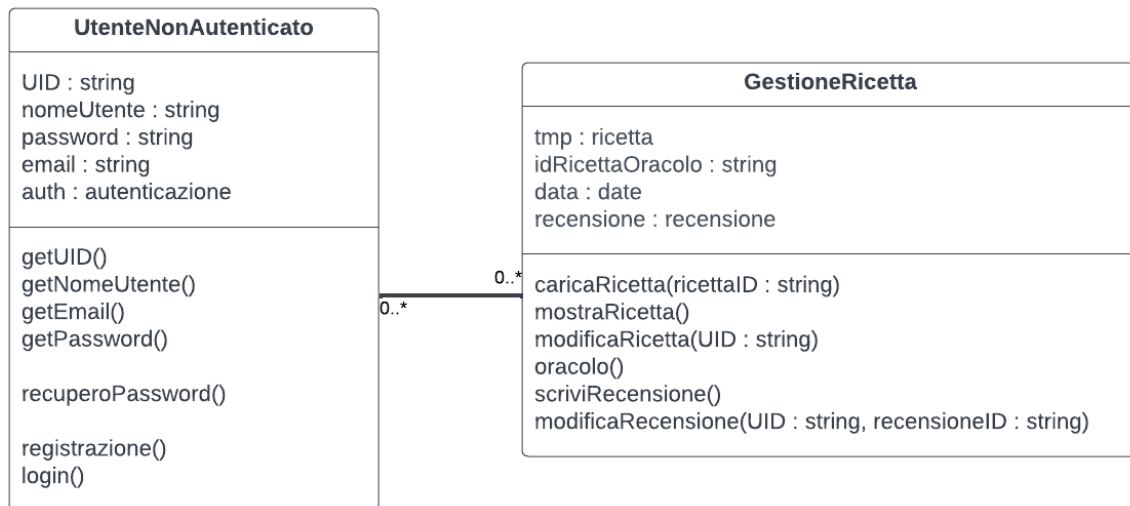 UtenteNonAutenticato
UID : string
nomeUtente : string
password : string
email : string
auth : autenticazione
getUID()
getNomeUtente()
getEmail()
getPassword()
recuperoPassword()
registrazione()
login()
0..*
0..*
GestioneRicetta
tmp : ricetta
idRicettaOracolo : string
data : date
recensione : recensione
caricaRicetta(ricettaID : string)
mostraRicetta()
modificaRicetta(UID : string)
oracolo()
scriviRecensione()
modificaRecensione(UID : string, recensioneID : string)